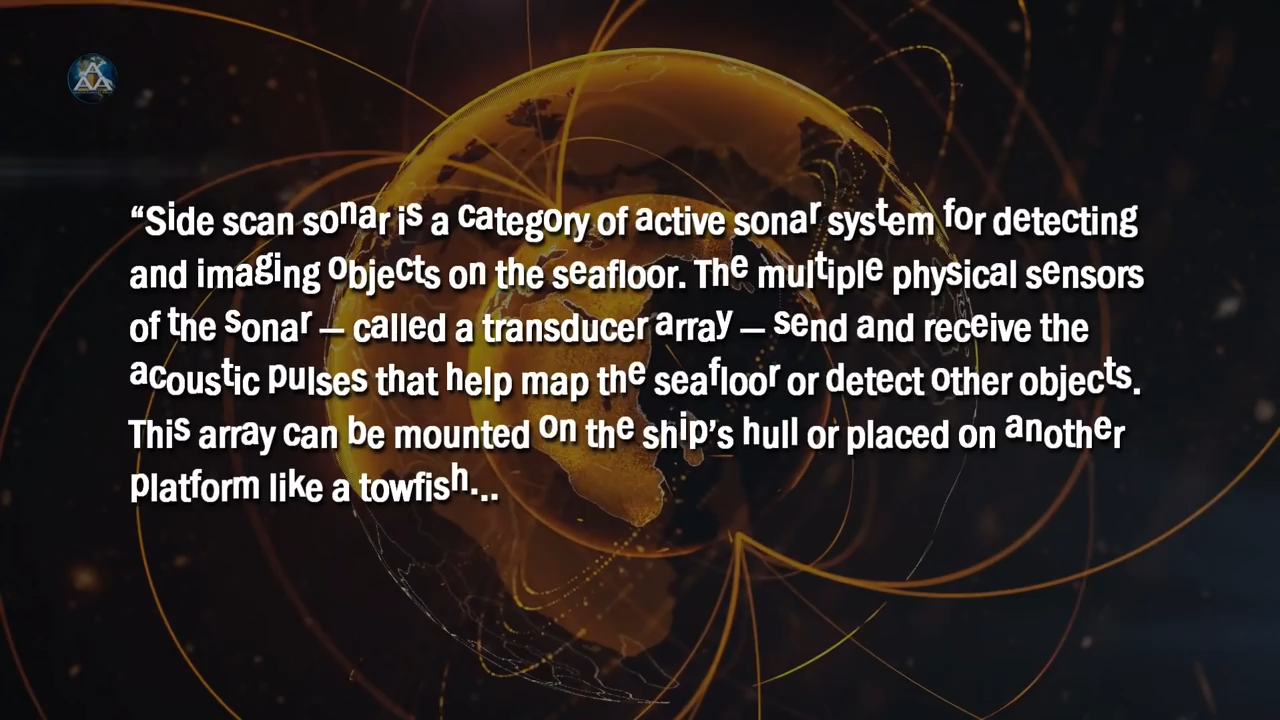 “Side scan sonar is a category of active sonar system for detecting
and imaging objects on the seafloor. The multiple physical sensors
of the sonar – called a transducer array – send and receive the
acoustic pulses that help map the seafloor or detect other objects.
This array can be mounted on the ship’s hull or placed on another
platform like a towfish...